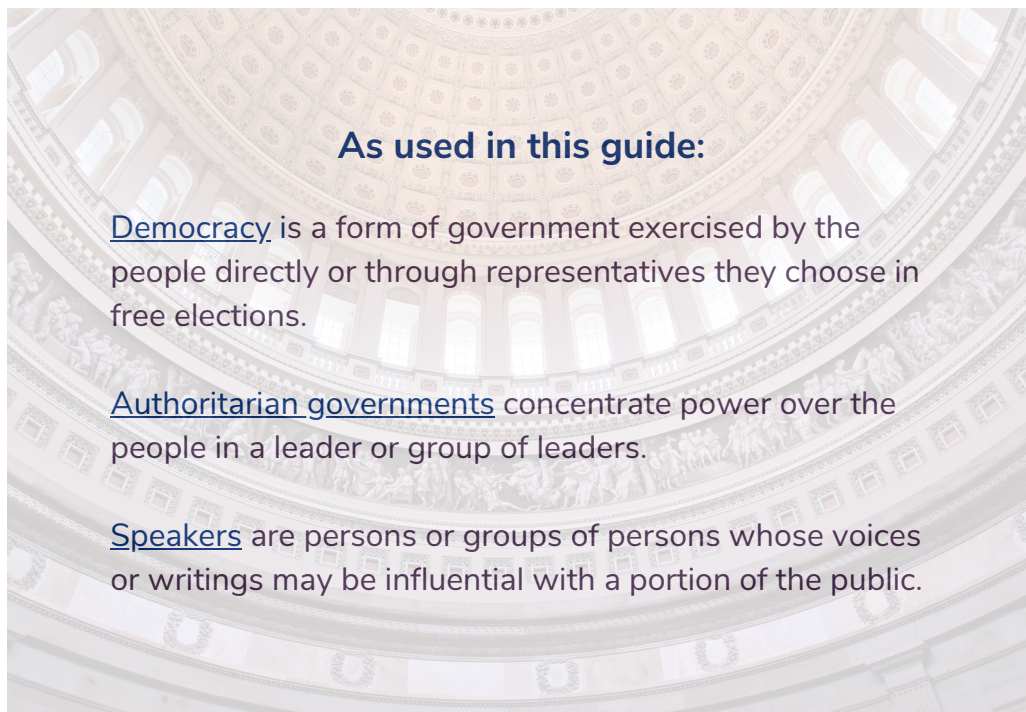 As used in this guide:
Democracy is a form of government exercised by the
people directly or through representatives they choose in
free elections.
Authoritarian governments concentrate power over the
people in a leader or group of leaders.
Speakers are persons or groups of persons whose voices
or writings may be influential with a portion of the public.